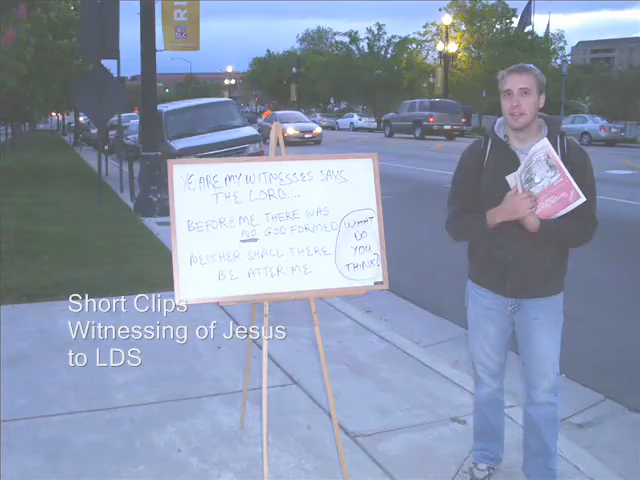 YE ARE MY WITNESSES SAYS
THE LORD....
BEFORE ME THERE WAS
NO GOD FORMED
NEITHER SHALL THERE
BE AFTER ME
WHAT
DO
YOU
THINK?
Short Clips
Witnessing of Jesus
to LDS